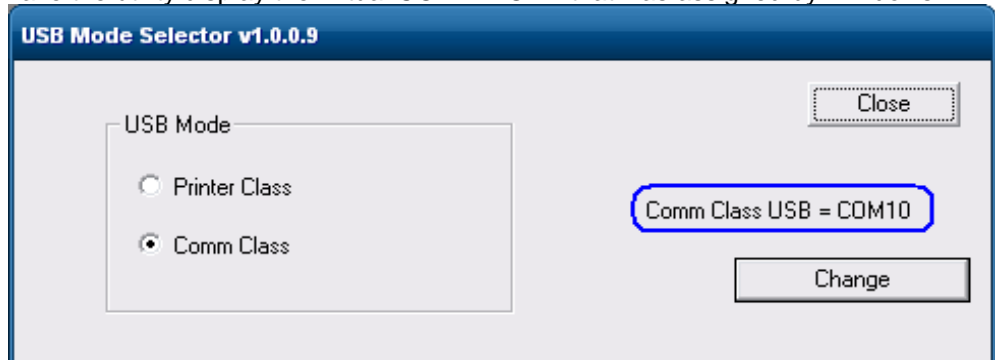 USB Mode Selector v1.0.0.9
Close
USB Mode
Printer Class
Comm Class USB = COM10
Comm Class
Change